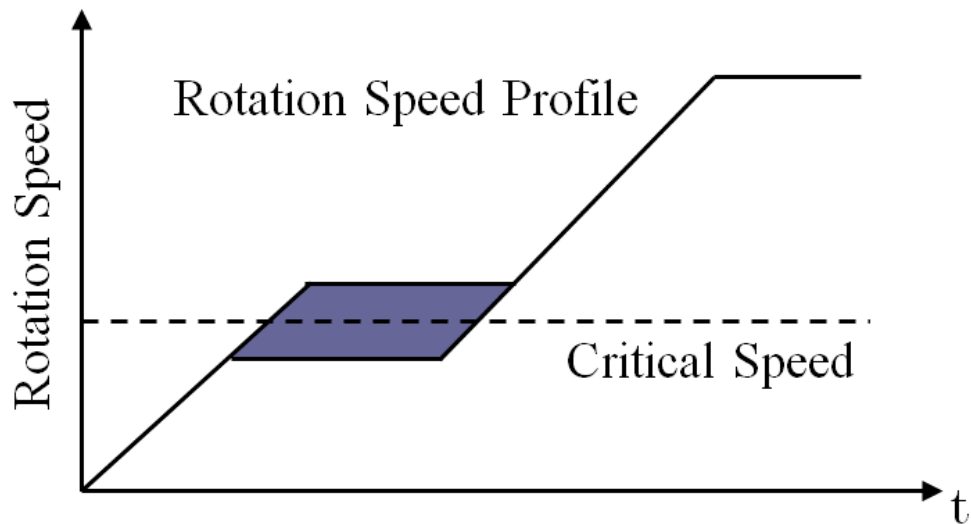 Rotation Speed Profile
Rotation Speed
Critical Speed
t